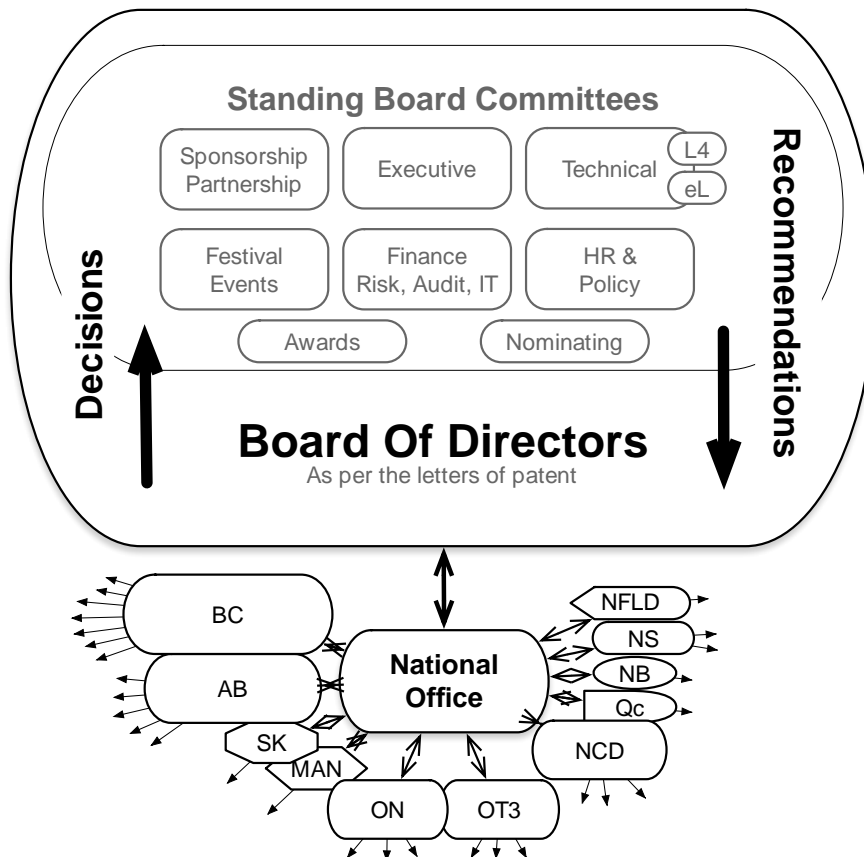 Standing Board Committees
Sponsorship
Partnership
Executive
Technical
L4
eL
Festival
Events
Finance
Risk, Audit, IT
HR &
Policy
Awards
Nominating
Decisions
Recommendations
Board Of Directors
As per the letters of patent
National
Office
BC
AB
SK
MAN
ON
OT3
NFLD
NS
NB
Qc
NCD